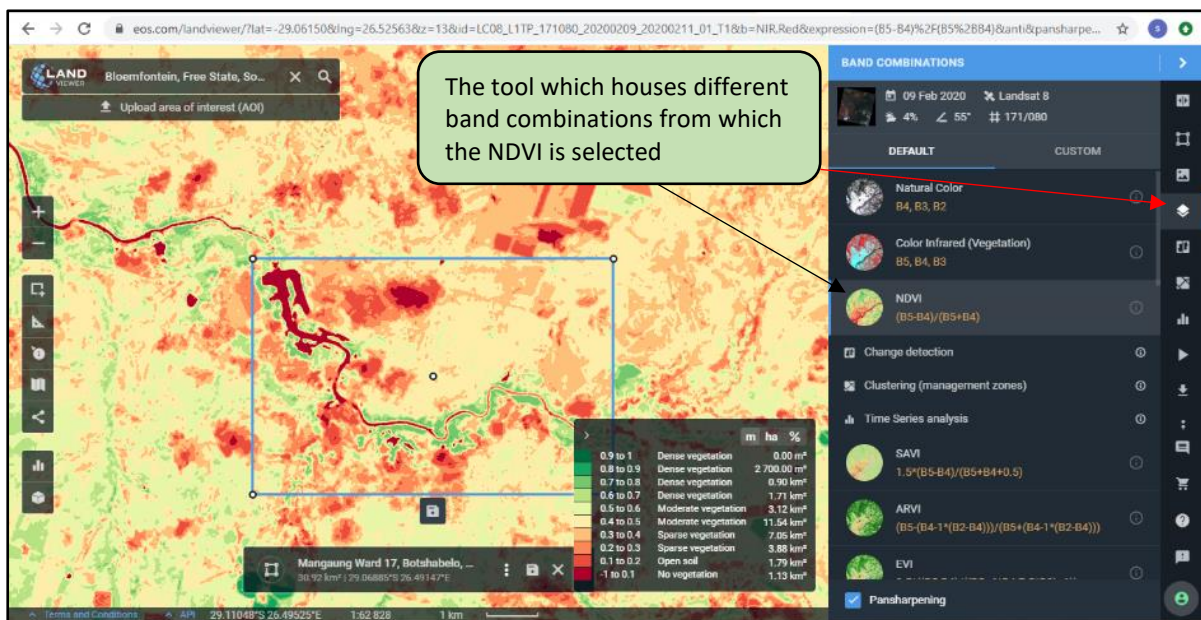 eos.com/landviewer/?lat=-29.06150&lng=26.52563&z=13&id=LC08_L1TP_171080_20200209_20200211_01_T1&b=NIR.Red&expression=(B5-B4)%2F(B5%2BB4)&anti&pansharpe...
S
LAND
VIEWER
Bloemfontein, Free State, So...
Upload area of interest (AOI)
The tool which houses different
band combinations from which
the NDVI is selected
BAND COMBINATIONS
09 Feb 2020 Landsat 8
4% 55° 171/080
DEFAULT CUSTOM
Natural Color
B4, B3, B2
Color Infrared (Vegetation)
B5, B4, B3
NDVI
(B5-B4)/(B5+B4)
Change detection
Clustering (management zones)
Time Series analysis
SAVI
1.5*(B5-B4)/(B5+B4+0.5)
ARVI
(B5-(B4-1*(B2-B4)))/(B5+(B4-1*(B2-B4)))
EVI
Pansharpening
m ha %
0.9 to 1 Dense vegetation 0.00 m²
0.8 to 0.9 Dense vegetation 2 700.00 m²
0.7 to 0.8 Dense vegetation 0.90 km²
0.6 to 0.7 Dense vegetation 1.71 km²
0.5 to 0.6 Moderate vegetation 3.12 km²
0.4 to 0.5 Moderate vegetation 11.54 km²
0.3 to 0.4 Sparse vegetation 7.05 km²
0.2 to 0.3 Sparse vegetation 3.88 km²
0.1 to 0.2 Open soil 1.79 km²
-1 to 0.1 No vegetation 1.13 km²
Mangaung Ward 17, Botshabelo, ...
30.92 km² | 29.06885°S 26.49147°E
Terms and Conditions API 29.11048°S 26.49525°E 1:62 828 1 km